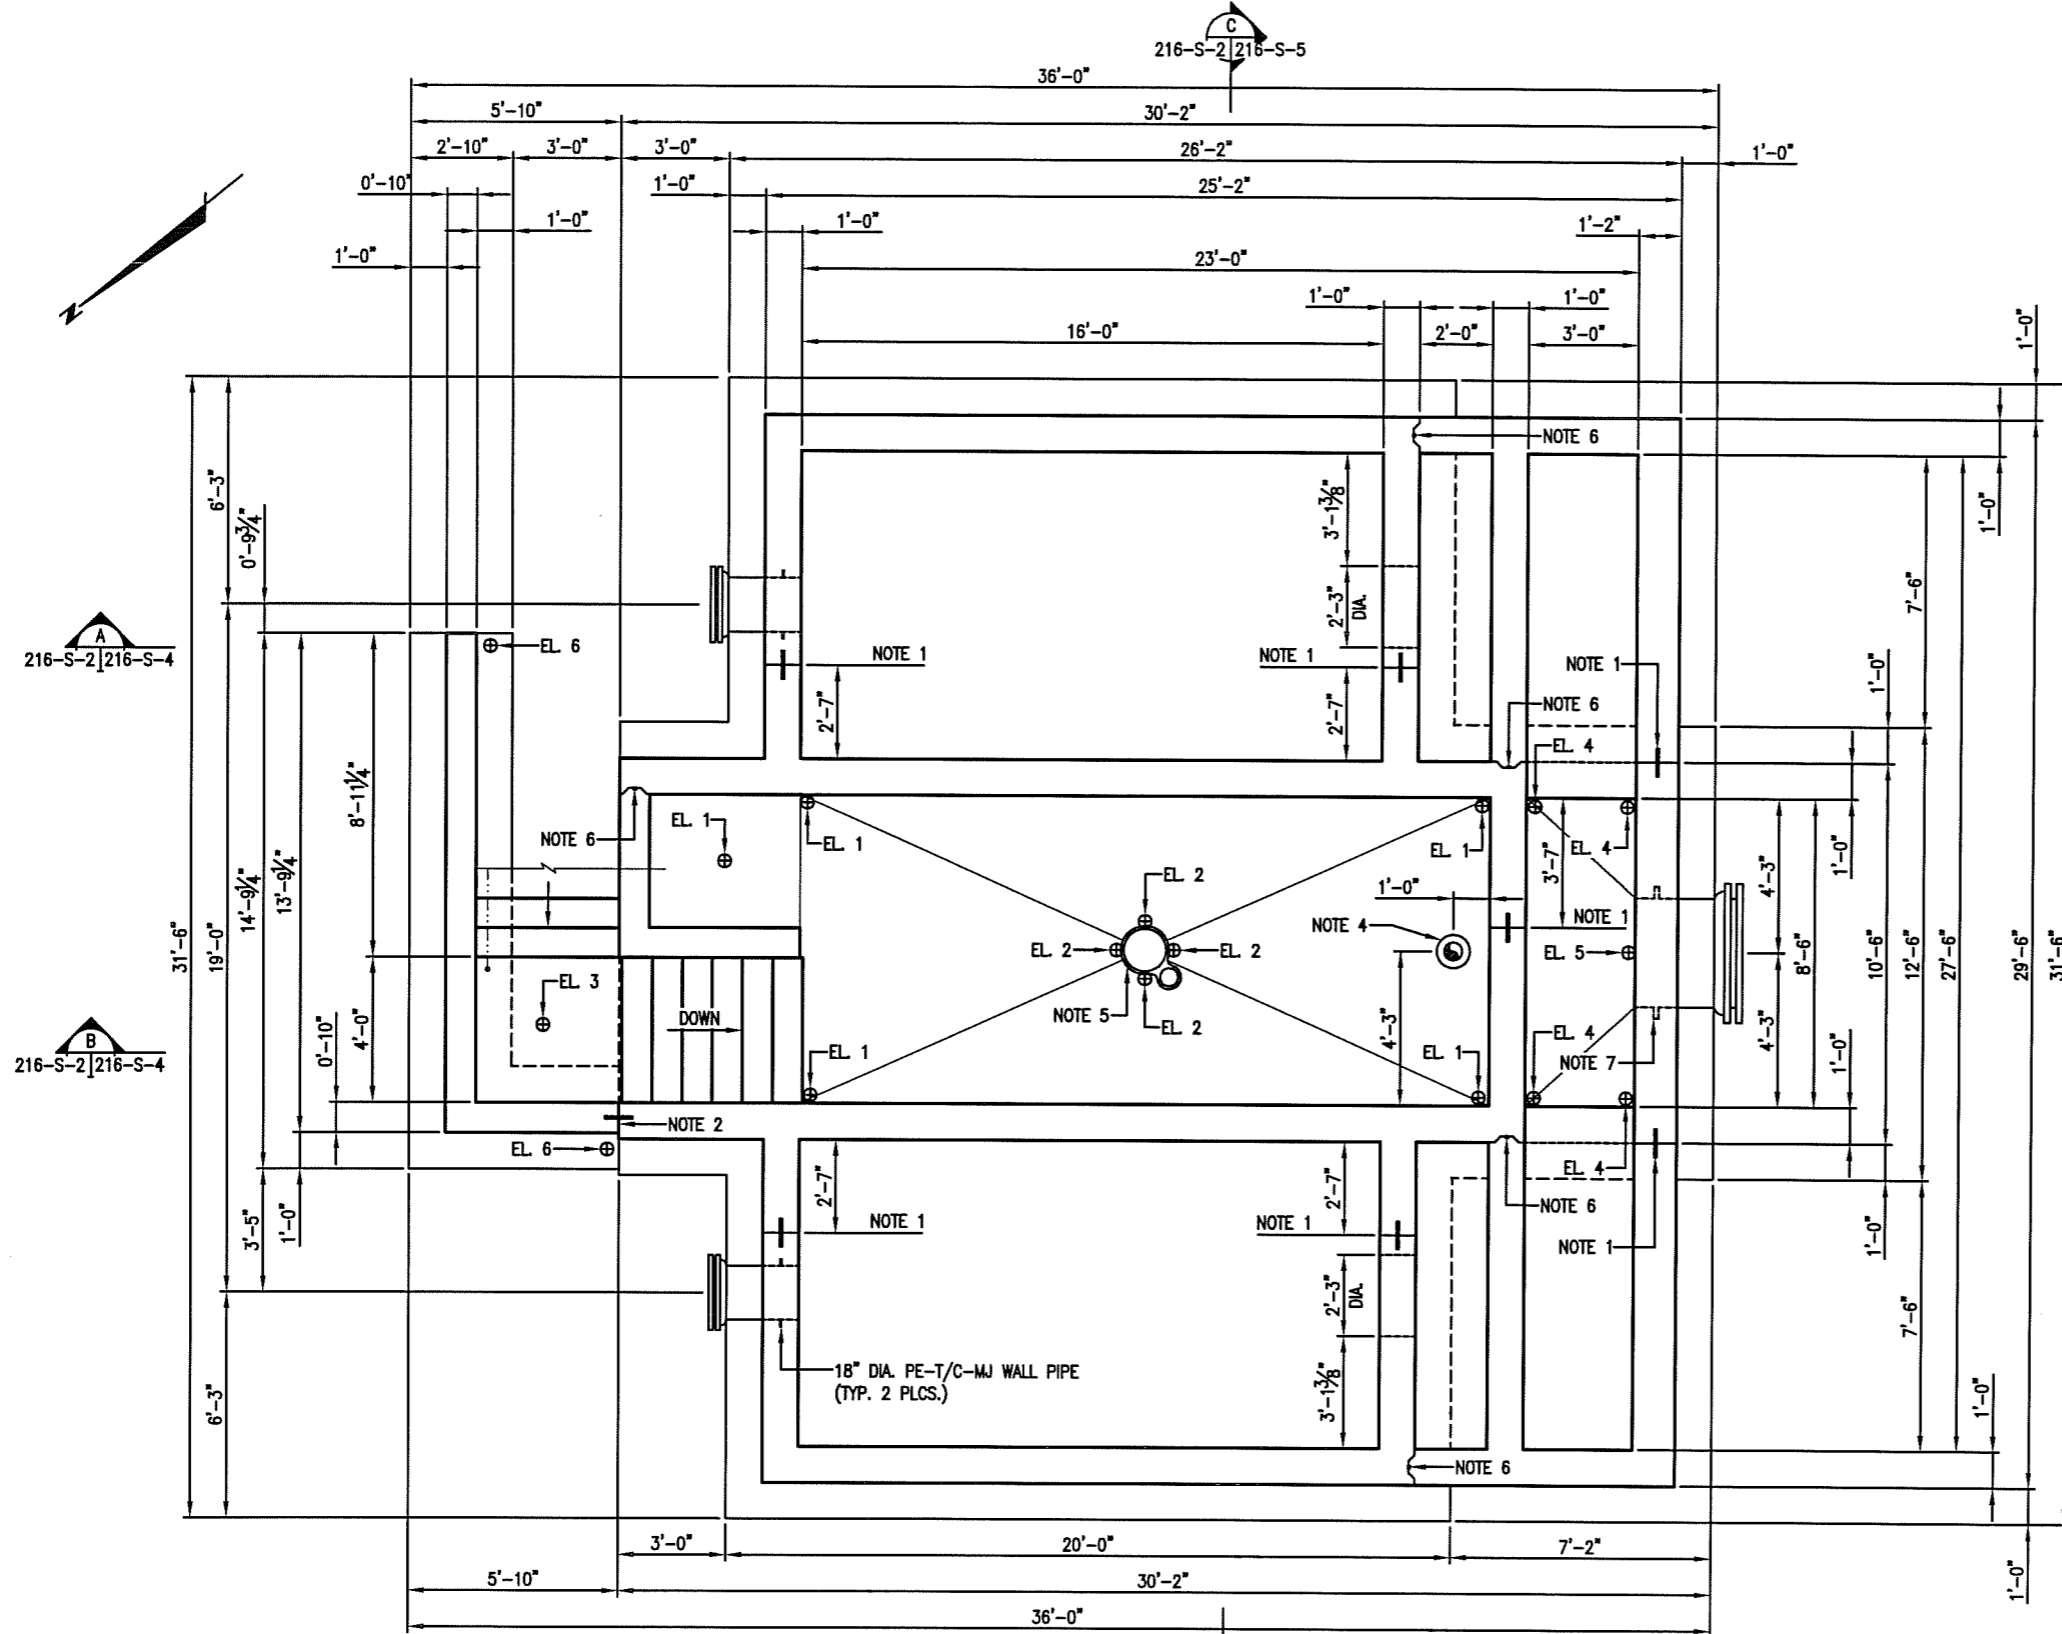 C
216-S-2 216-S-5
36'-0"
5'-10" 30'-2"
2'-10" 3'-0" 3'-0" 26'-2" 1'-0"
0'-10" 1'-0" 25'-2"
1'-0" 1'-0" 1'-2"
1'-0" 23'-0"
1'-0" 1'-0"
16'-0" 2'-0" 3'-0" 1'-0"
N
NOTE 6
6'-3" 3'-1 3/8" 1'-0"
0'-9 3/4"
2'-3" DIA. 7'-6"
A
216-S-2 216-S-4
EL. 6 NOTE 1 NOTE 1 NOTE 1
2'-7" 2'-7" NOTE 6 1'-0"
EL. 4
8'-11 1/4"
NOTE 6 EL. 1 EL. 1 EL. 1 3'-7" EL. 4 4'-3" 1'-0"
EL. 2
1'-0" NOTE 1
NOTE 4
31'-6" 19'-0" 14'-9 1/4" 13'-9 1/4"
EL. 2 EL. 2 EL. 5 8'-6" 10'-6" 12'-6" 27'-6" 29'-6" 31'-6"
EL. 3
4'-0" DOWN NOTE 5 EL. 2 4'-3" EL. 4 4'-3"
B
216-S-2 216-S-4
0'-10" EL. 1 EL. 1 NOTE 7 1'-0"
NOTE 2
EL. 6 EL. 4
3'-5" 1'-0" 2'-7" 2'-7" NOTE 6
NOTE 1 NOTE 1 NOTE 1 1'-0"
2'-3" DIA. 7'-6"
18" DIA. PE-T/C-MJ WALL PIPE
(TYP. 2 PLCS.)
6'-3" 3'-1 3/8" 1'-0"
NOTE 6
3'-0" 20'-0" 7'-2"
5'-10" 30'-2" 1'-0"
36'-0"